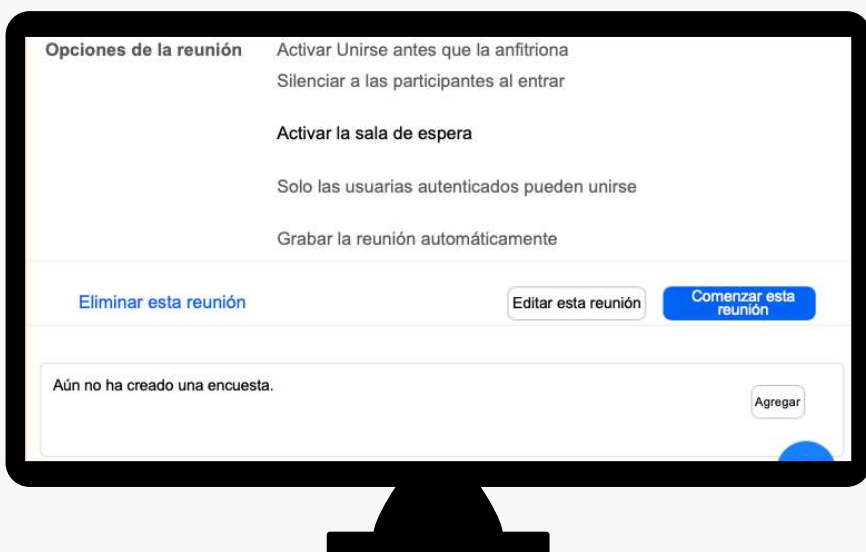 Opciones de la reunión Activar Unirse antes que la anfitriona
Silenciar a las participantes al entrar
Activar la sala de espera
Solo las usuarias autenticados pueden unirse
Grabar la reunión automáticamente
Eliminar esta reunión Editar esta reunión Comenzar esta
reunión
Aún no ha creado una encuesta.
Agregar